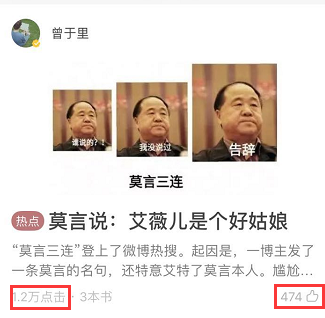 曾于里
谁说的?!
我没说过
告辞
莫言三连
热点 莫言说：艾薇儿是个好姑娘
“莫言三连”登上了微博热搜。起因是，一博主发了
一条莫言的名句，还特意艾特了莫言本人。尴尬...
1.2万点击 · 3本书 474